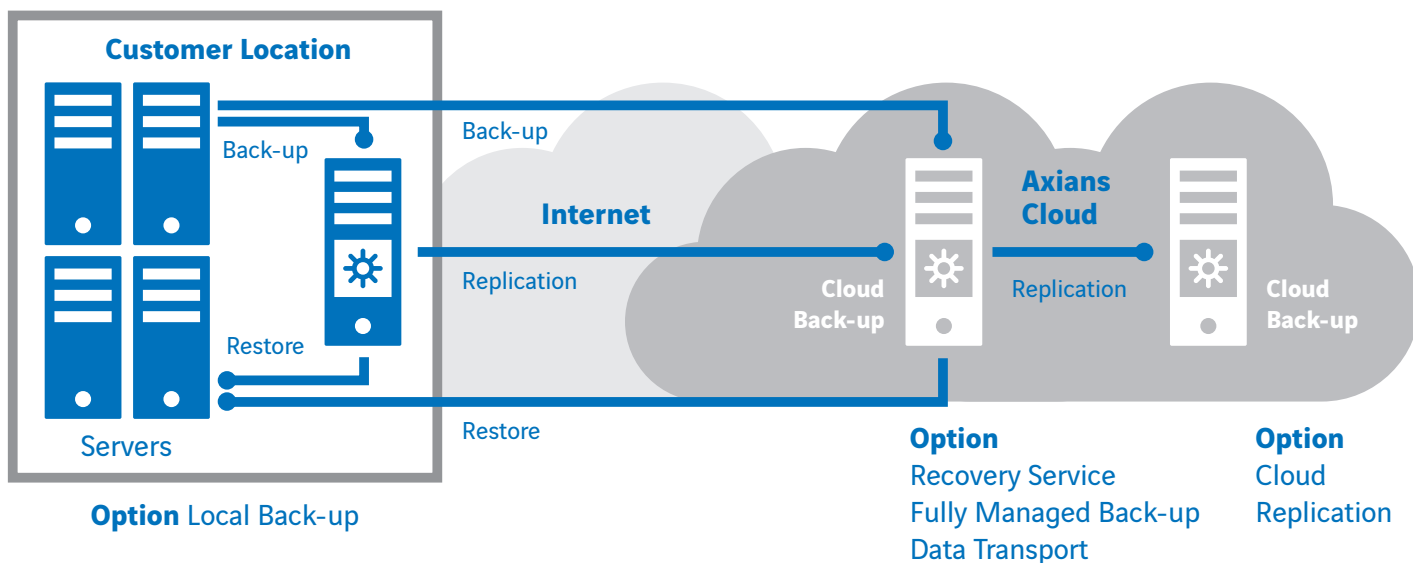 Customer Location
Back-up
Restore
Servers
Option Local Back-up
Back-up
Internet
Replication
Restore
Axians
Cloud
Cloud
Back-up
Replication
Cloud
Back-up
Option
Recovery Service
Fully Managed Back-up
Data Transport
Option
Cloud
Replication